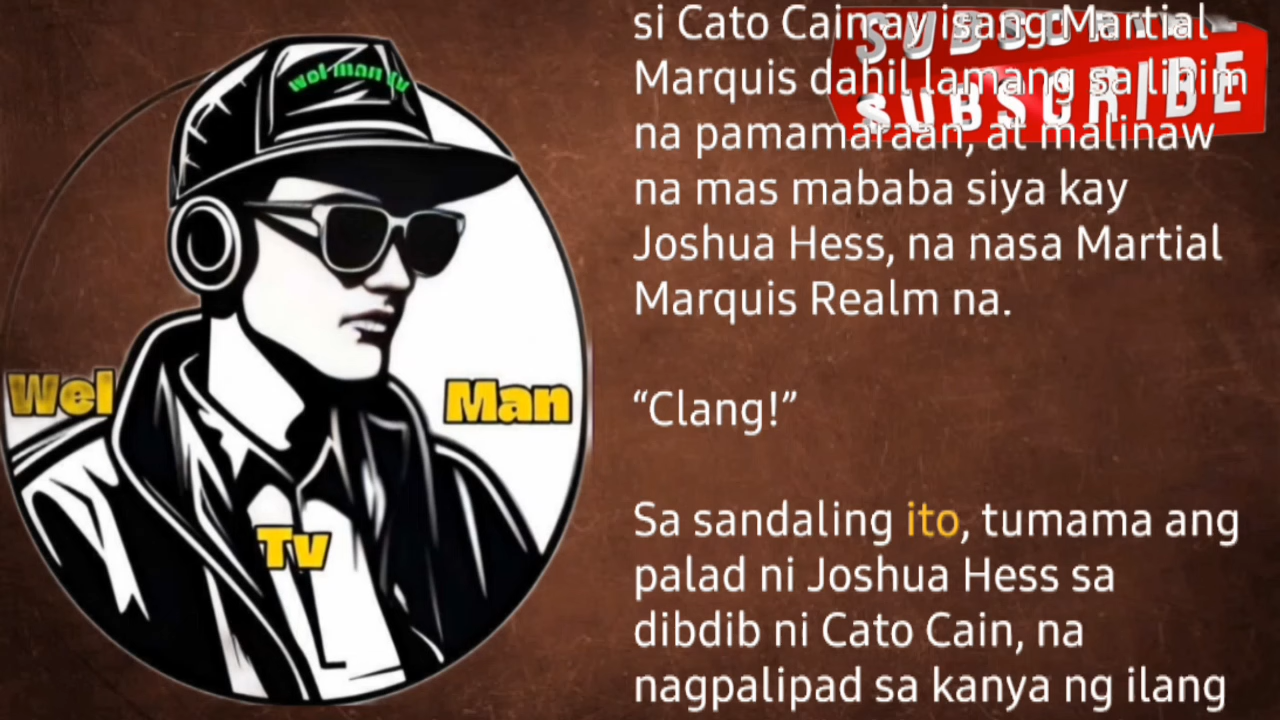 wel man tv
Wel
Man
Tv
SUBSCRIBE
si Cato Cain ay isang Martial
Marquis dahil lamang sa lihim
na pamamaraan, at malinaw
na mas mababa siya kay
Joshua Hess, na nasa Martial
Marquis Realm na.
“Clang!”
Sa sandaling ito, tumama ang
palad ni Joshua Hess sa
dibdib ni Cato Cain, na
nagpalipad sa kanya ng ilang